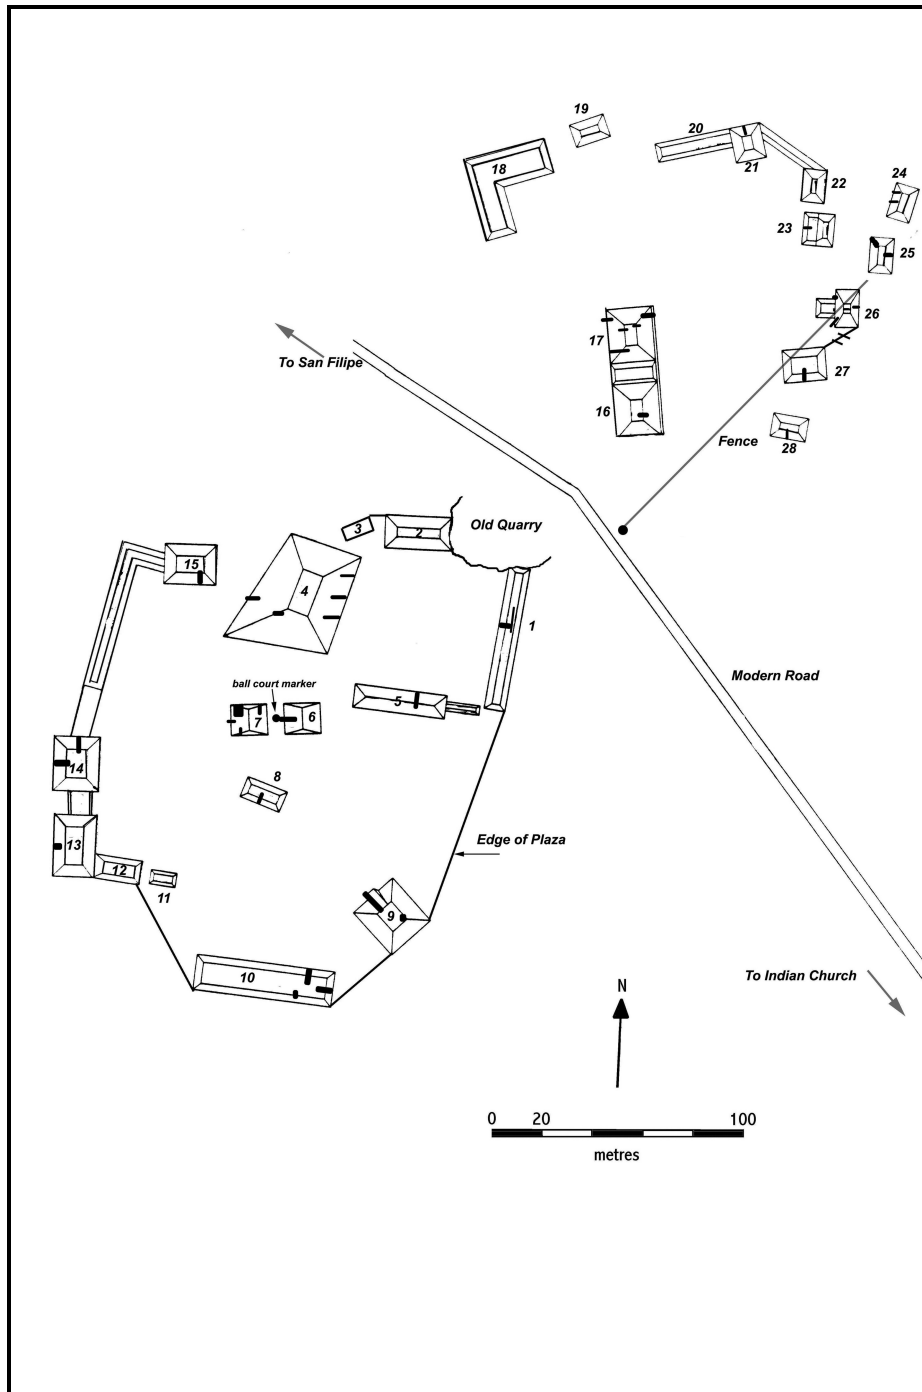 19
20
18
21
22
24
23
25
26
17
To San Filipe
27
16
Fence
28
Old Quarry
3
2
15
4
1
Modern Road
ball court marker
5
7
6
14
8
Edge of Plaza
13
12
11
9
10
To Indian Church
N
0 20 100
metres